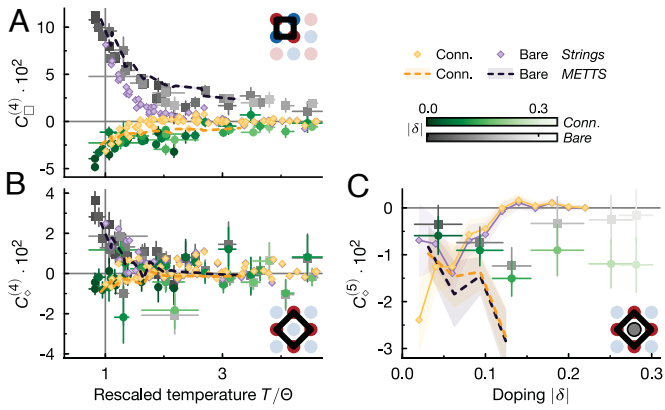 A
C□^(4) · 10²
10
5
0
-5
B
C⋄^(4) · 10²
4
2
0
-2
-4
1
3
Rescaled temperature T/Θ
Conn. Bare Strings
Conn. Bare METTS
0.0 0.3
|δ| Conn.
Bare
C
C⋄^(5) · 10²
0
-1
-2
-3
0.0 0.1 0.2 0.3
Doping |δ|